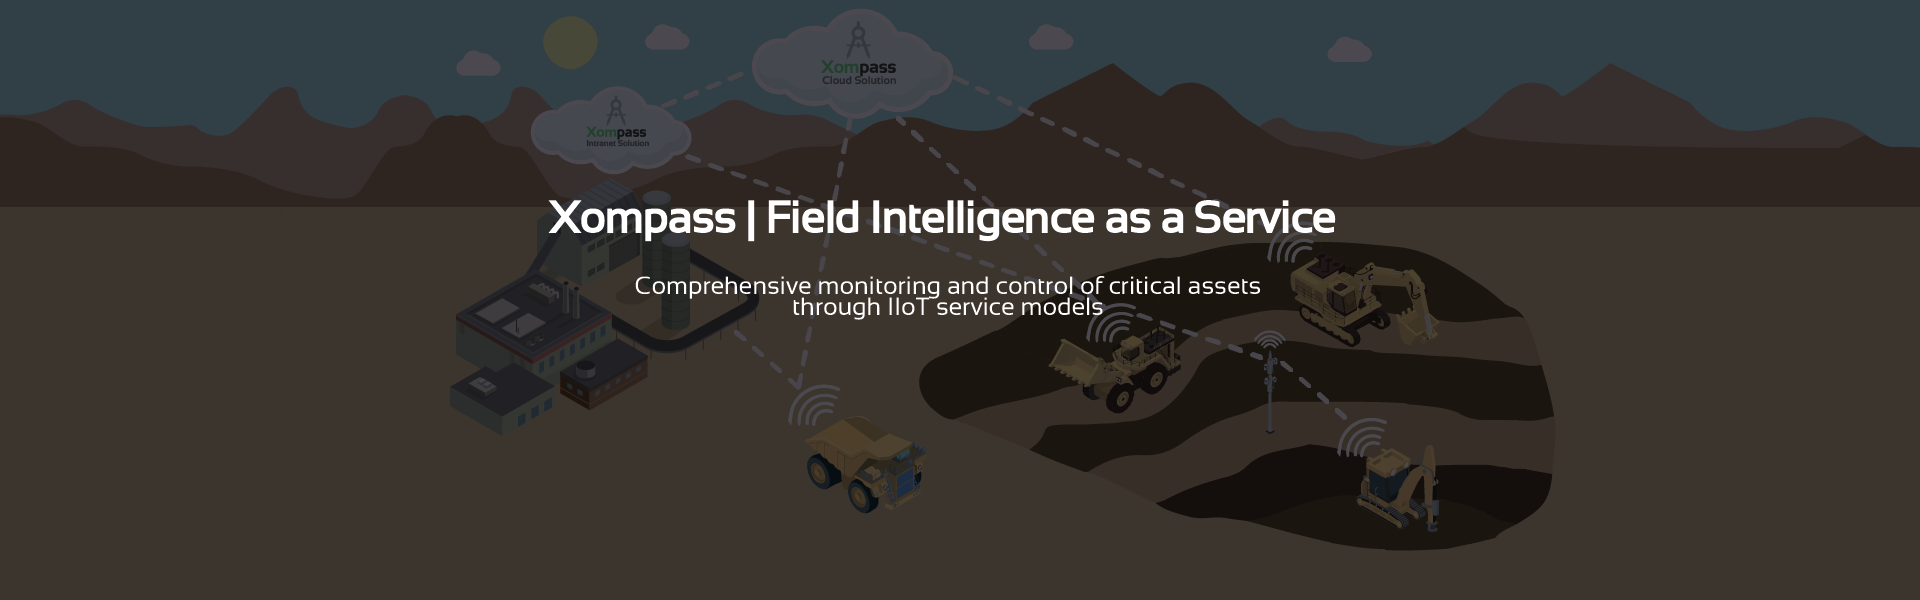 Xompass
Cloud Solution
Xompass
Intranet Solution
Xompass | Field Intelligence as a Service
Comprehensive monitoring and control of critical assets
through IIoT service models